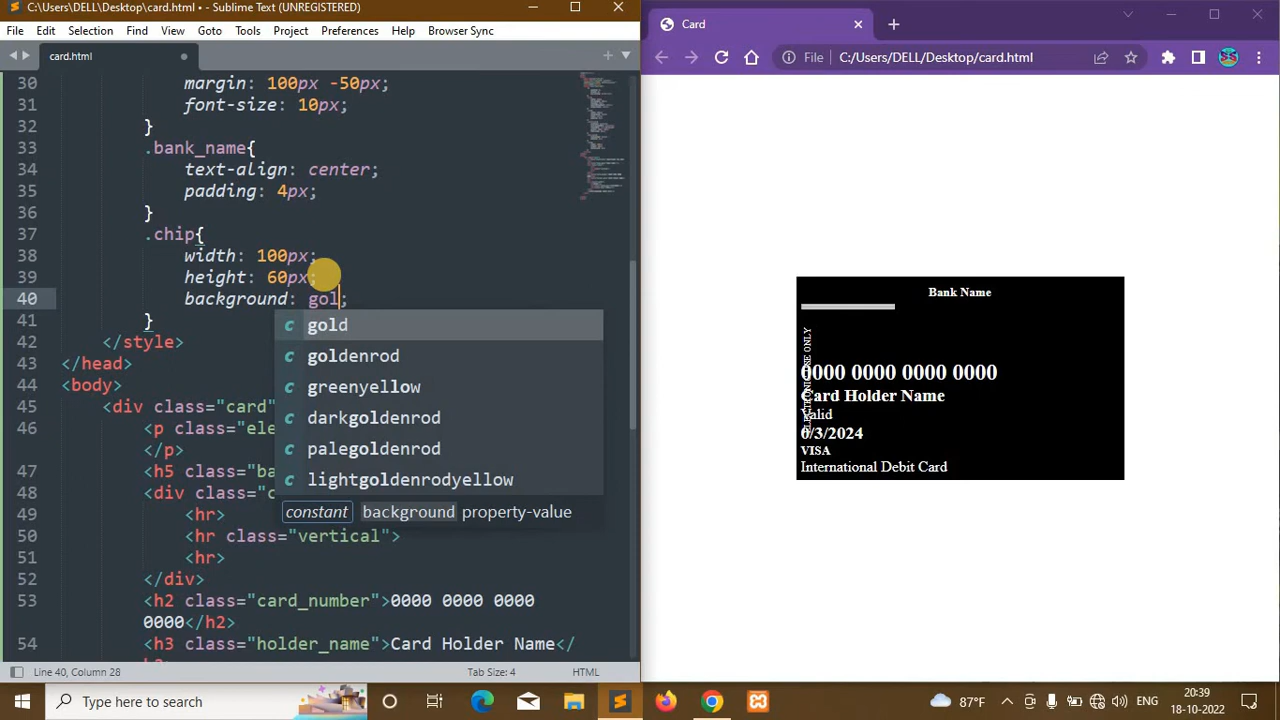 C:\Users\DELL\Desktop\card.html • - Sublime Text (UNREGISTERED)
File Edit Selection Find View Goto Tools Project Preferences Help Browser Sync
card.html
30 margin: 100px -50px;
31 font-size: 10px;
32 }
33 .bank_name{
34 text-align: center;
35 padding: 4px;
36 }
37 .chip{
38 width: 100px;
39 height: 60px;
40 background: gol;
41 }
c gold
c goldenrod
c greenyellow
c darkgoldenrod
c palegoldenrod
c lightgoldenrodyellow
constant background property-value
42 </style>
43 </head>
44 <body>
45 <div class="card"
46 <p class="ele
</p>
47 <h5 class="ba
48 <div class="c
49 <hr>
50 <hr class="vertical">
51 <hr>
52 </div>
53 <h2 class="card_number">0000 0000 0000
0000</h2>
54 <h3 class="holder_name">Card Holder Name</
Line 40, Column 28
Tab Size: 4
HTML
Card
File C:/Users/DELL/Desktop/card.html
Bank Name
ELECTRONIC USE ONLY
0000 0000 0000 0000
Card Holder Name
Valid
0/3/2024
VISA
International Debit Card
Type here to search
87°F
ENG
20:39
18-10-2022